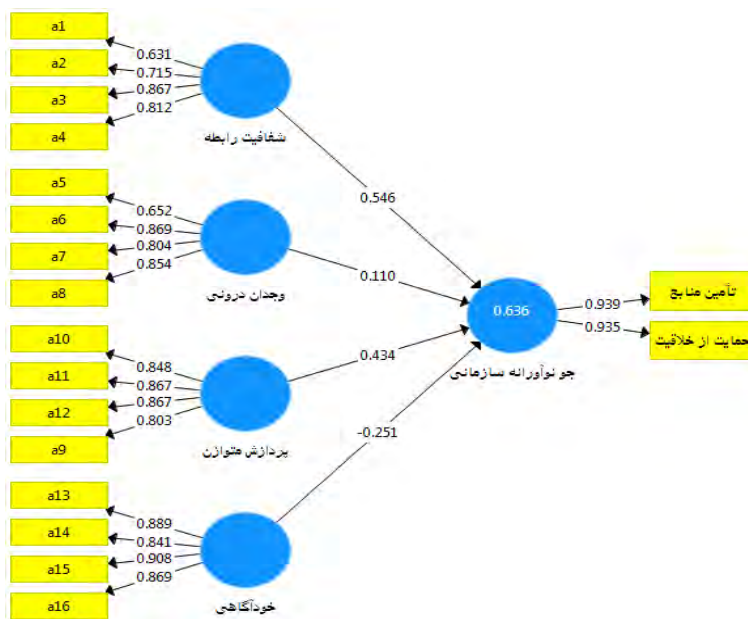 a1
a2
a3
a4
0.631
0.715
0.867
0.812
شفافیت رابطه
0.546
a5
a6
a7
a8
0.652
0.869
0.804
0.854
وجدان درونی
0.110
a10
a11
a12
a9
0.848
0.867
0.867
0.803
پردازش متوازن
0.434
a13
a14
a15
a16
0.889
0.841
0.908
0.869
خودآگاهی
-0.251
0.636
جو نوآورانه سازمانی
0.939
0.935
تأمین منابع
حمایت از خلاقیت